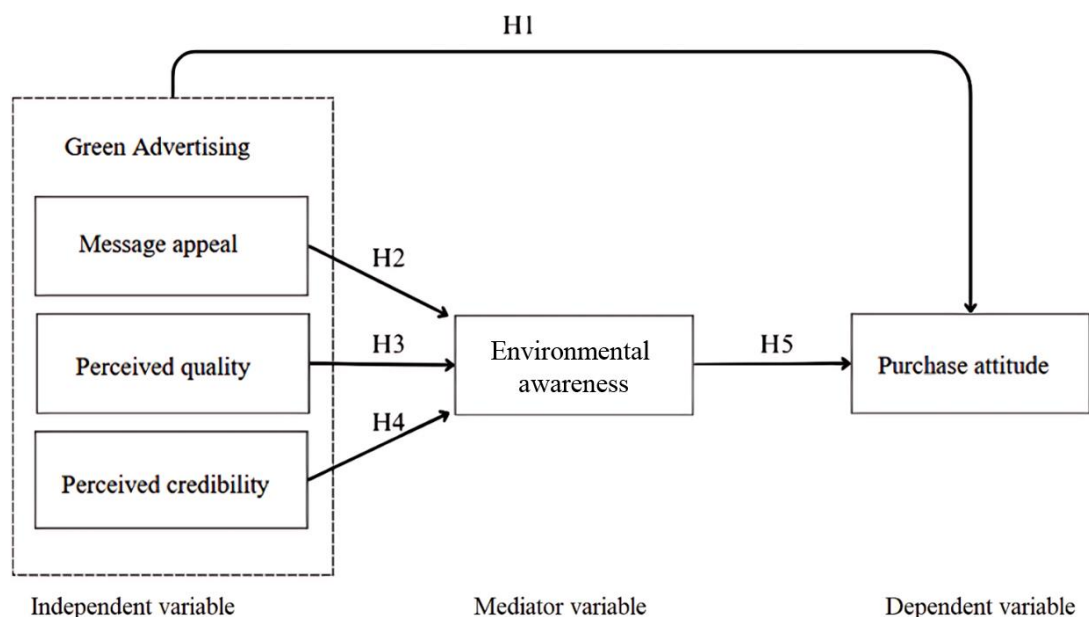 H1
Green Advertising
Message appeal
H2
Perceived quality
H3
Environmental
awareness
H5
Purchase attitude
H4
Perceived credibility
Independent variable
Mediator variable
Dependent variable